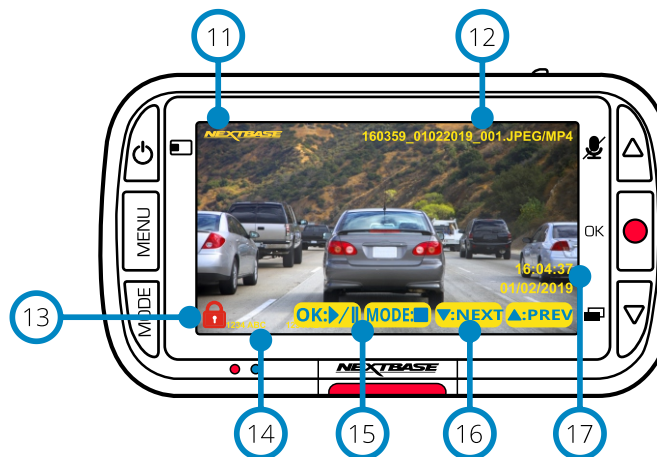 11
12
NEXTBASE
160359_01022019_001.JPEG/MP4
MENU
OK
16:04:37
MODE
01/02/2019
13
OK:▶/II
MODE:■
▼:NEXT
▲:PREV
NEXTBASE
14
15
16
17